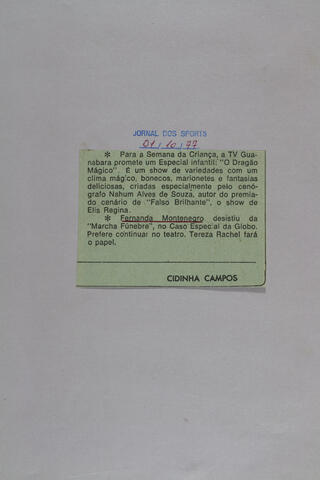 JORNAL DOS SPORTS
01 / 10 / 77
* Para a Semana da Criança, a TV Gua-
nabara promete um Especial infantil: "O Dragão
Mágico". É um show de variedades com um
clima mágico, bonecos, marionetes e fantasias
deliciosas, criadas especialmente pelo cenó-
grafo Nahum Alves de Souza, autor do premia-
do cenário de "Falso Brilhante", o show de
Elis Regina.
* Fernanda Montenegro desistiu da
"Marcha Fúnebre", no Caso Especial da Globo.
Prefere continuar no teatro. Tereza Rachel fará
o papel.
CIDINHA CAMPOS